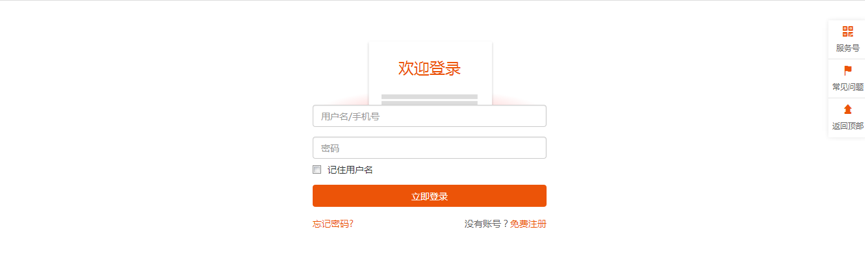 欢迎登录
用户名/手机号
密码
记住用户名
立即登录
忘记密码?
没有账号？免费注册
服务号
常见问题
返回顶部